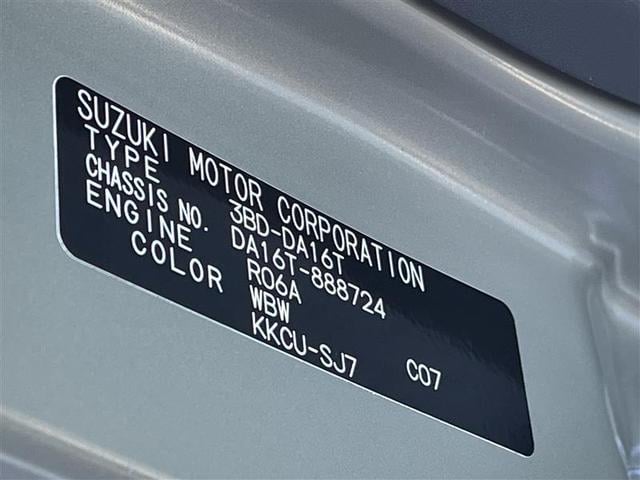 SUZUKI MOTOR CORPORATION
TYPE 3BD-DA16T
CHASSIS NO. DA16T-888724
ENGINE R06A
COLOR WBW
KKCU-SJ7 C07